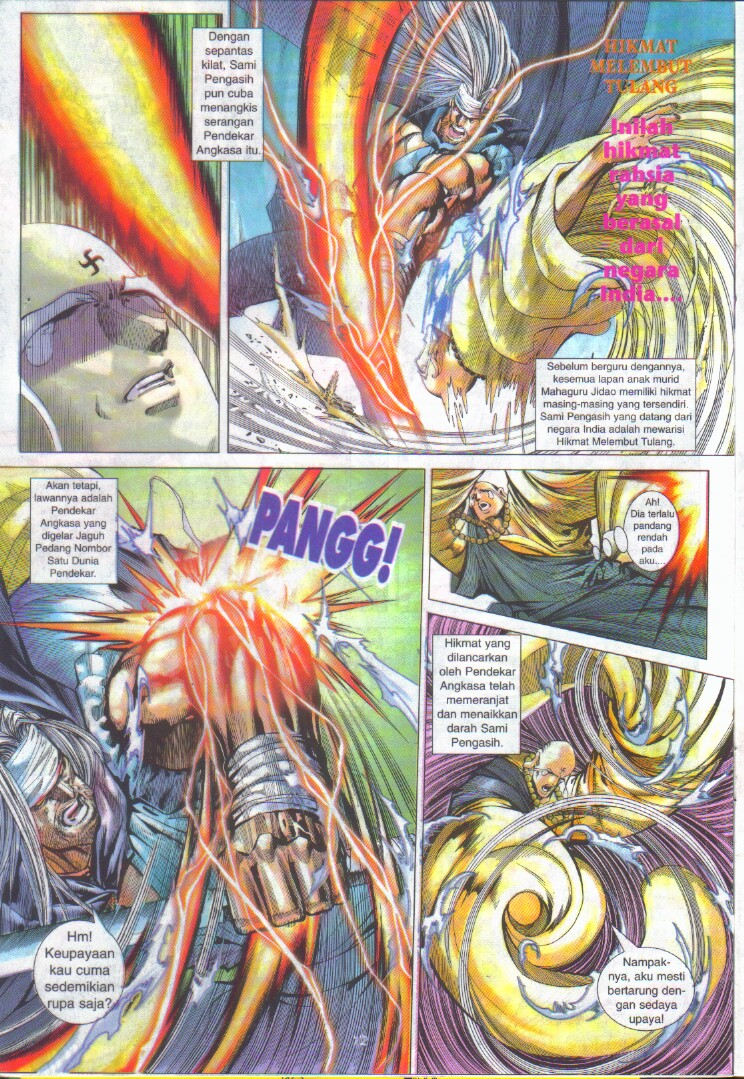 Dengan
sepantas
kilat, Sami
Pengasih
pun cuba
menangkis
serangan
Pendekar
Angkasa itu.
HIKMAT
MELEMBUT
TULANG
Inilah
hikmat
rahsia
yang
berasal
dari
negara
India....
Sebelum berguru dengannya,
kesemua lapan anak murid
Mahaguru Jidao memiliki hikmat
masing-masing yang tersendiri.
Sami Pengasih yang datang dari
negara India adalah mewarisi
Hikmat Melembut Tulang.
Akan tetapi,
lawannya adalah
Pendekar
Angkasa yang
digelar Jaguh
Pedang Nombor
Satu Dunia
Pendekar.
PANGG!
Hm!
Keupayaan
kau cuma
sedemikian
rupa saja?
Ah!
Dia terlalu
pandang
rendah
pada
aku....
Hikmat yang
dilancarkan
oleh Pendekar
Angkasa telah
memeranjat
dan menaikkan
darah Sami
Pengasih.
Nampak-
nya, aku mesti
bertarung den-
gan sedaya
upaya!
12